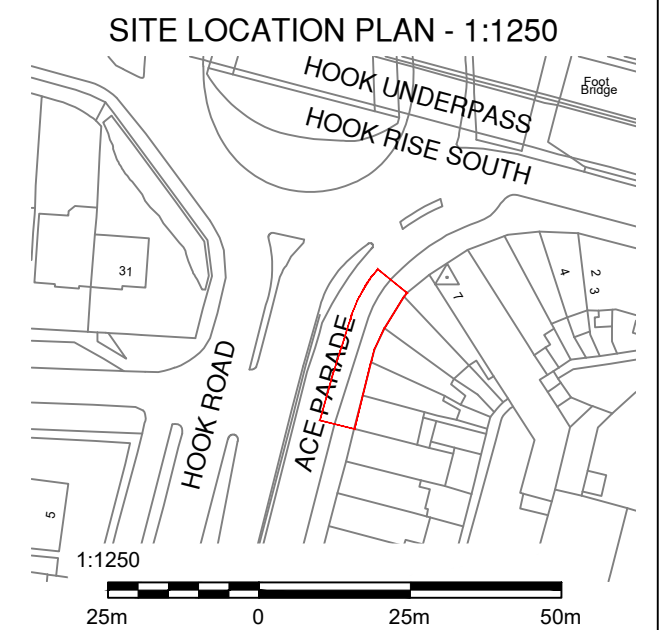 SITE LOCATION PLAN - 1:1250
HOOK UNDERPASS
Foot
Bridge
HOOK RISE SOUTH
31
7
4
2
3
ACE PARADE
HOOK ROAD
5
1:1250
25m 0 25m 50m